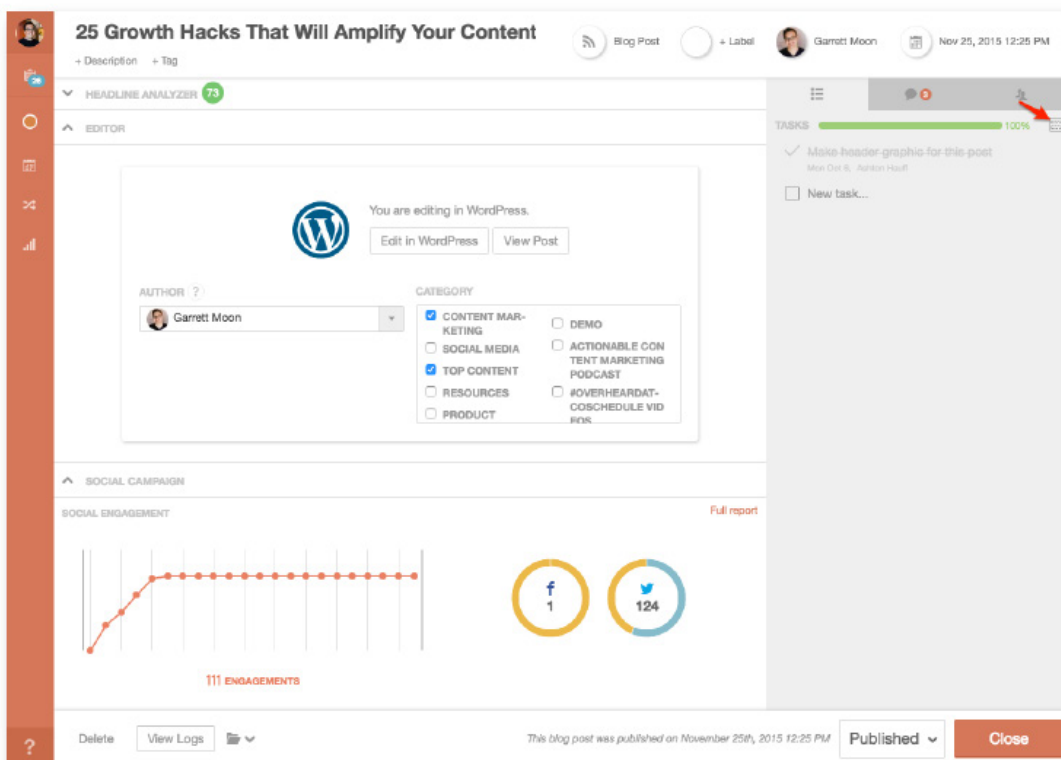 25 Growth Hacks That Will Amplify Your Content
+ Description + Tag
Blog Post
+ Label
Garrett Moon
Nov 25, 2015 12:25 PM
26
HEADLINE ANALYZER 73
EDITOR
You are editing in WordPress.
Edit in WordPress
View Post
AUTHOR ?
Garrett Moon
CATEGORY
CONTENT MAR-
KETING
SOCIAL MEDIA
TOP CONTENT
RESOURCES
PRODUCT
DEMO
ACTIONABLE CON
TENT MARKETING
PODCAST
#OVERHEARDAT-
COSCHEDULE VID
EOS
TASKS 100%
Make header graphic for this post
New task...
SOCIAL CAMPAIGN
SOCIAL ENGAGEMENT
Full report
f
1
124
111 ENGAGEMENTS
?
Delete
View Logs
This blog post was published on November 25th, 2015 12:25 PM
Published
Close